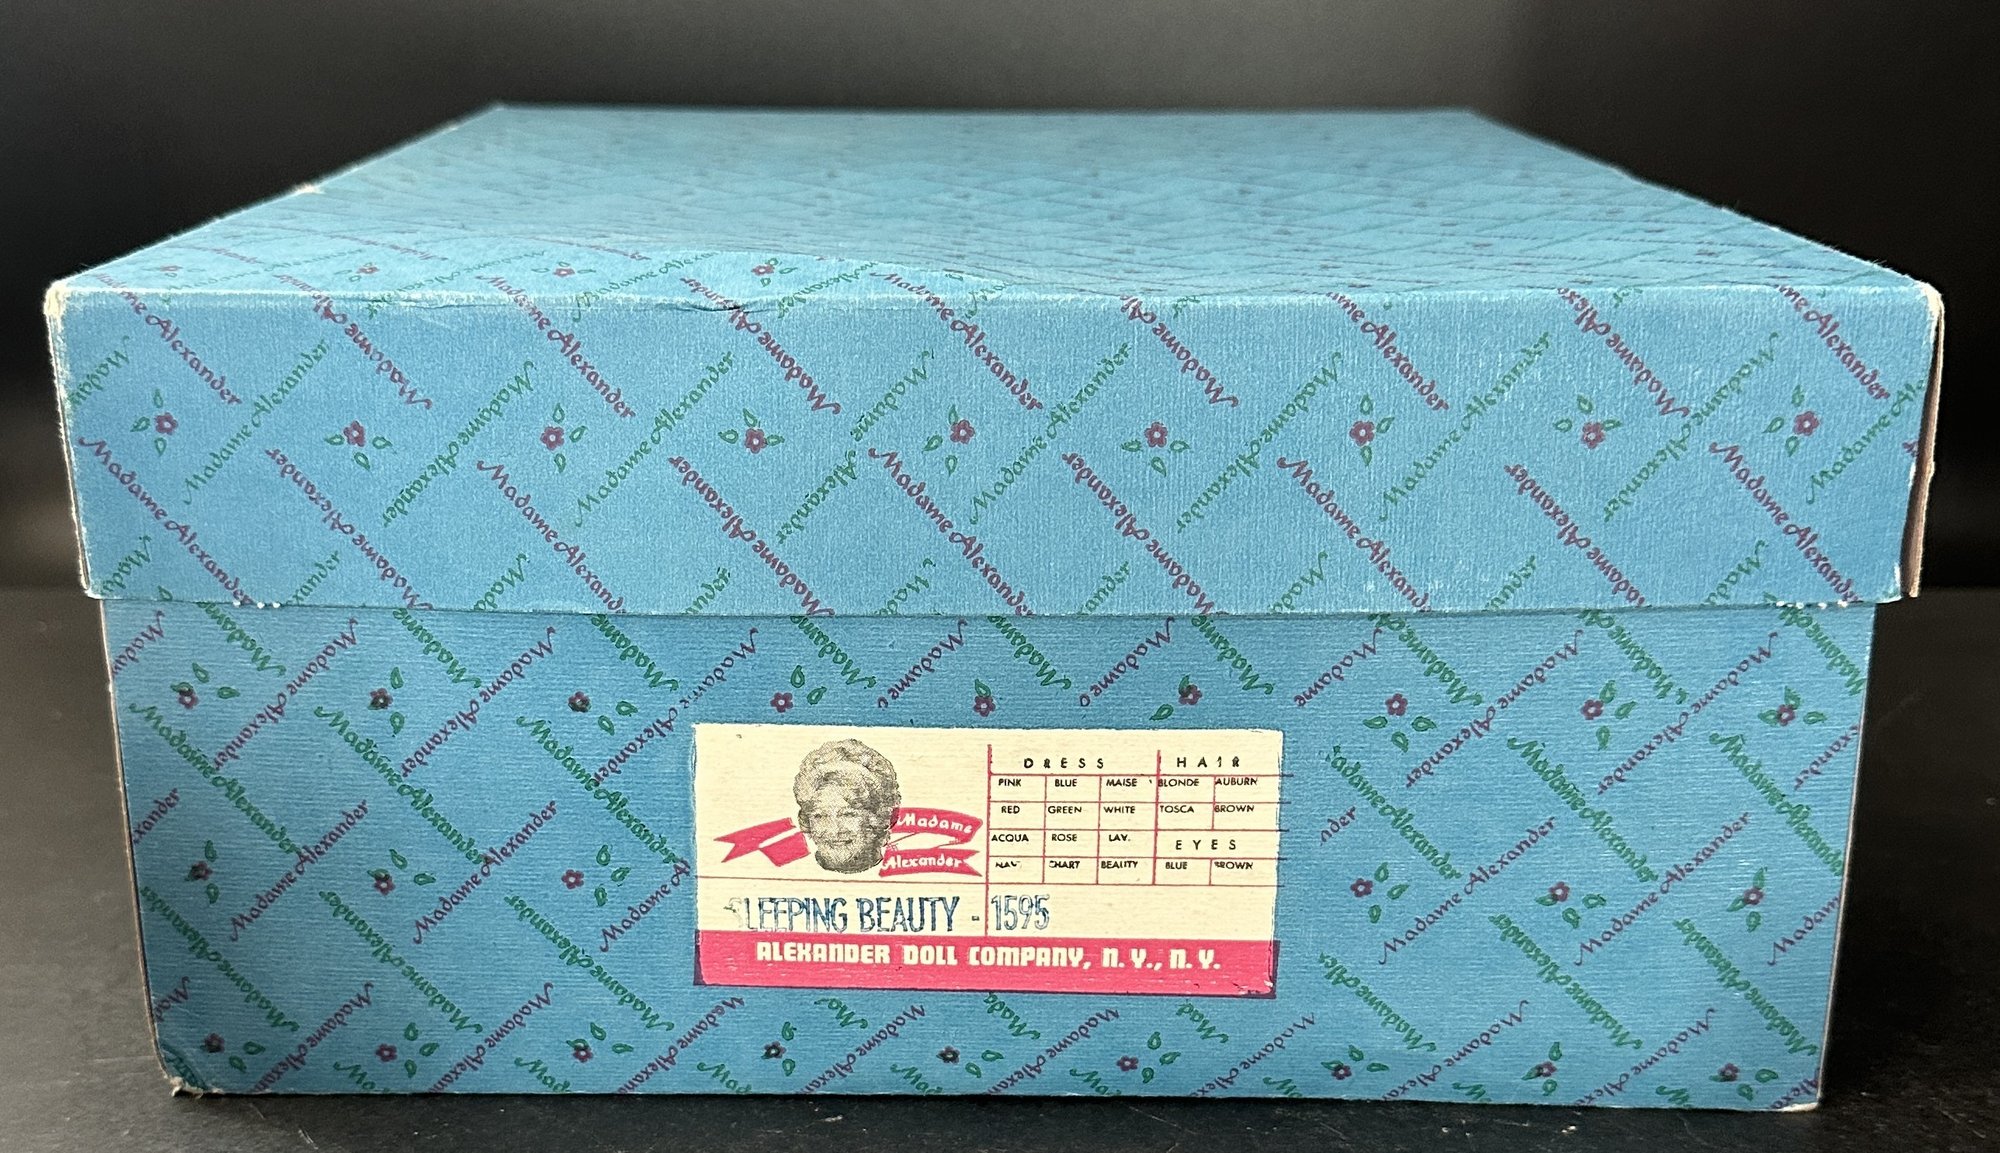 Madame Alexander
Madame
Alexander
DRESS HAIR
PINK BLUE MAISE BLONDE AUBURN
RED GREEN WHITE TOSCA BROWN
ACQUA ROSE LAV. EYES
CHART BEAUTY BLUE BROWN
SLEEPING BEAUTY - 1595
ALEXANDER DOLL COMPANY, N. Y., N. Y.